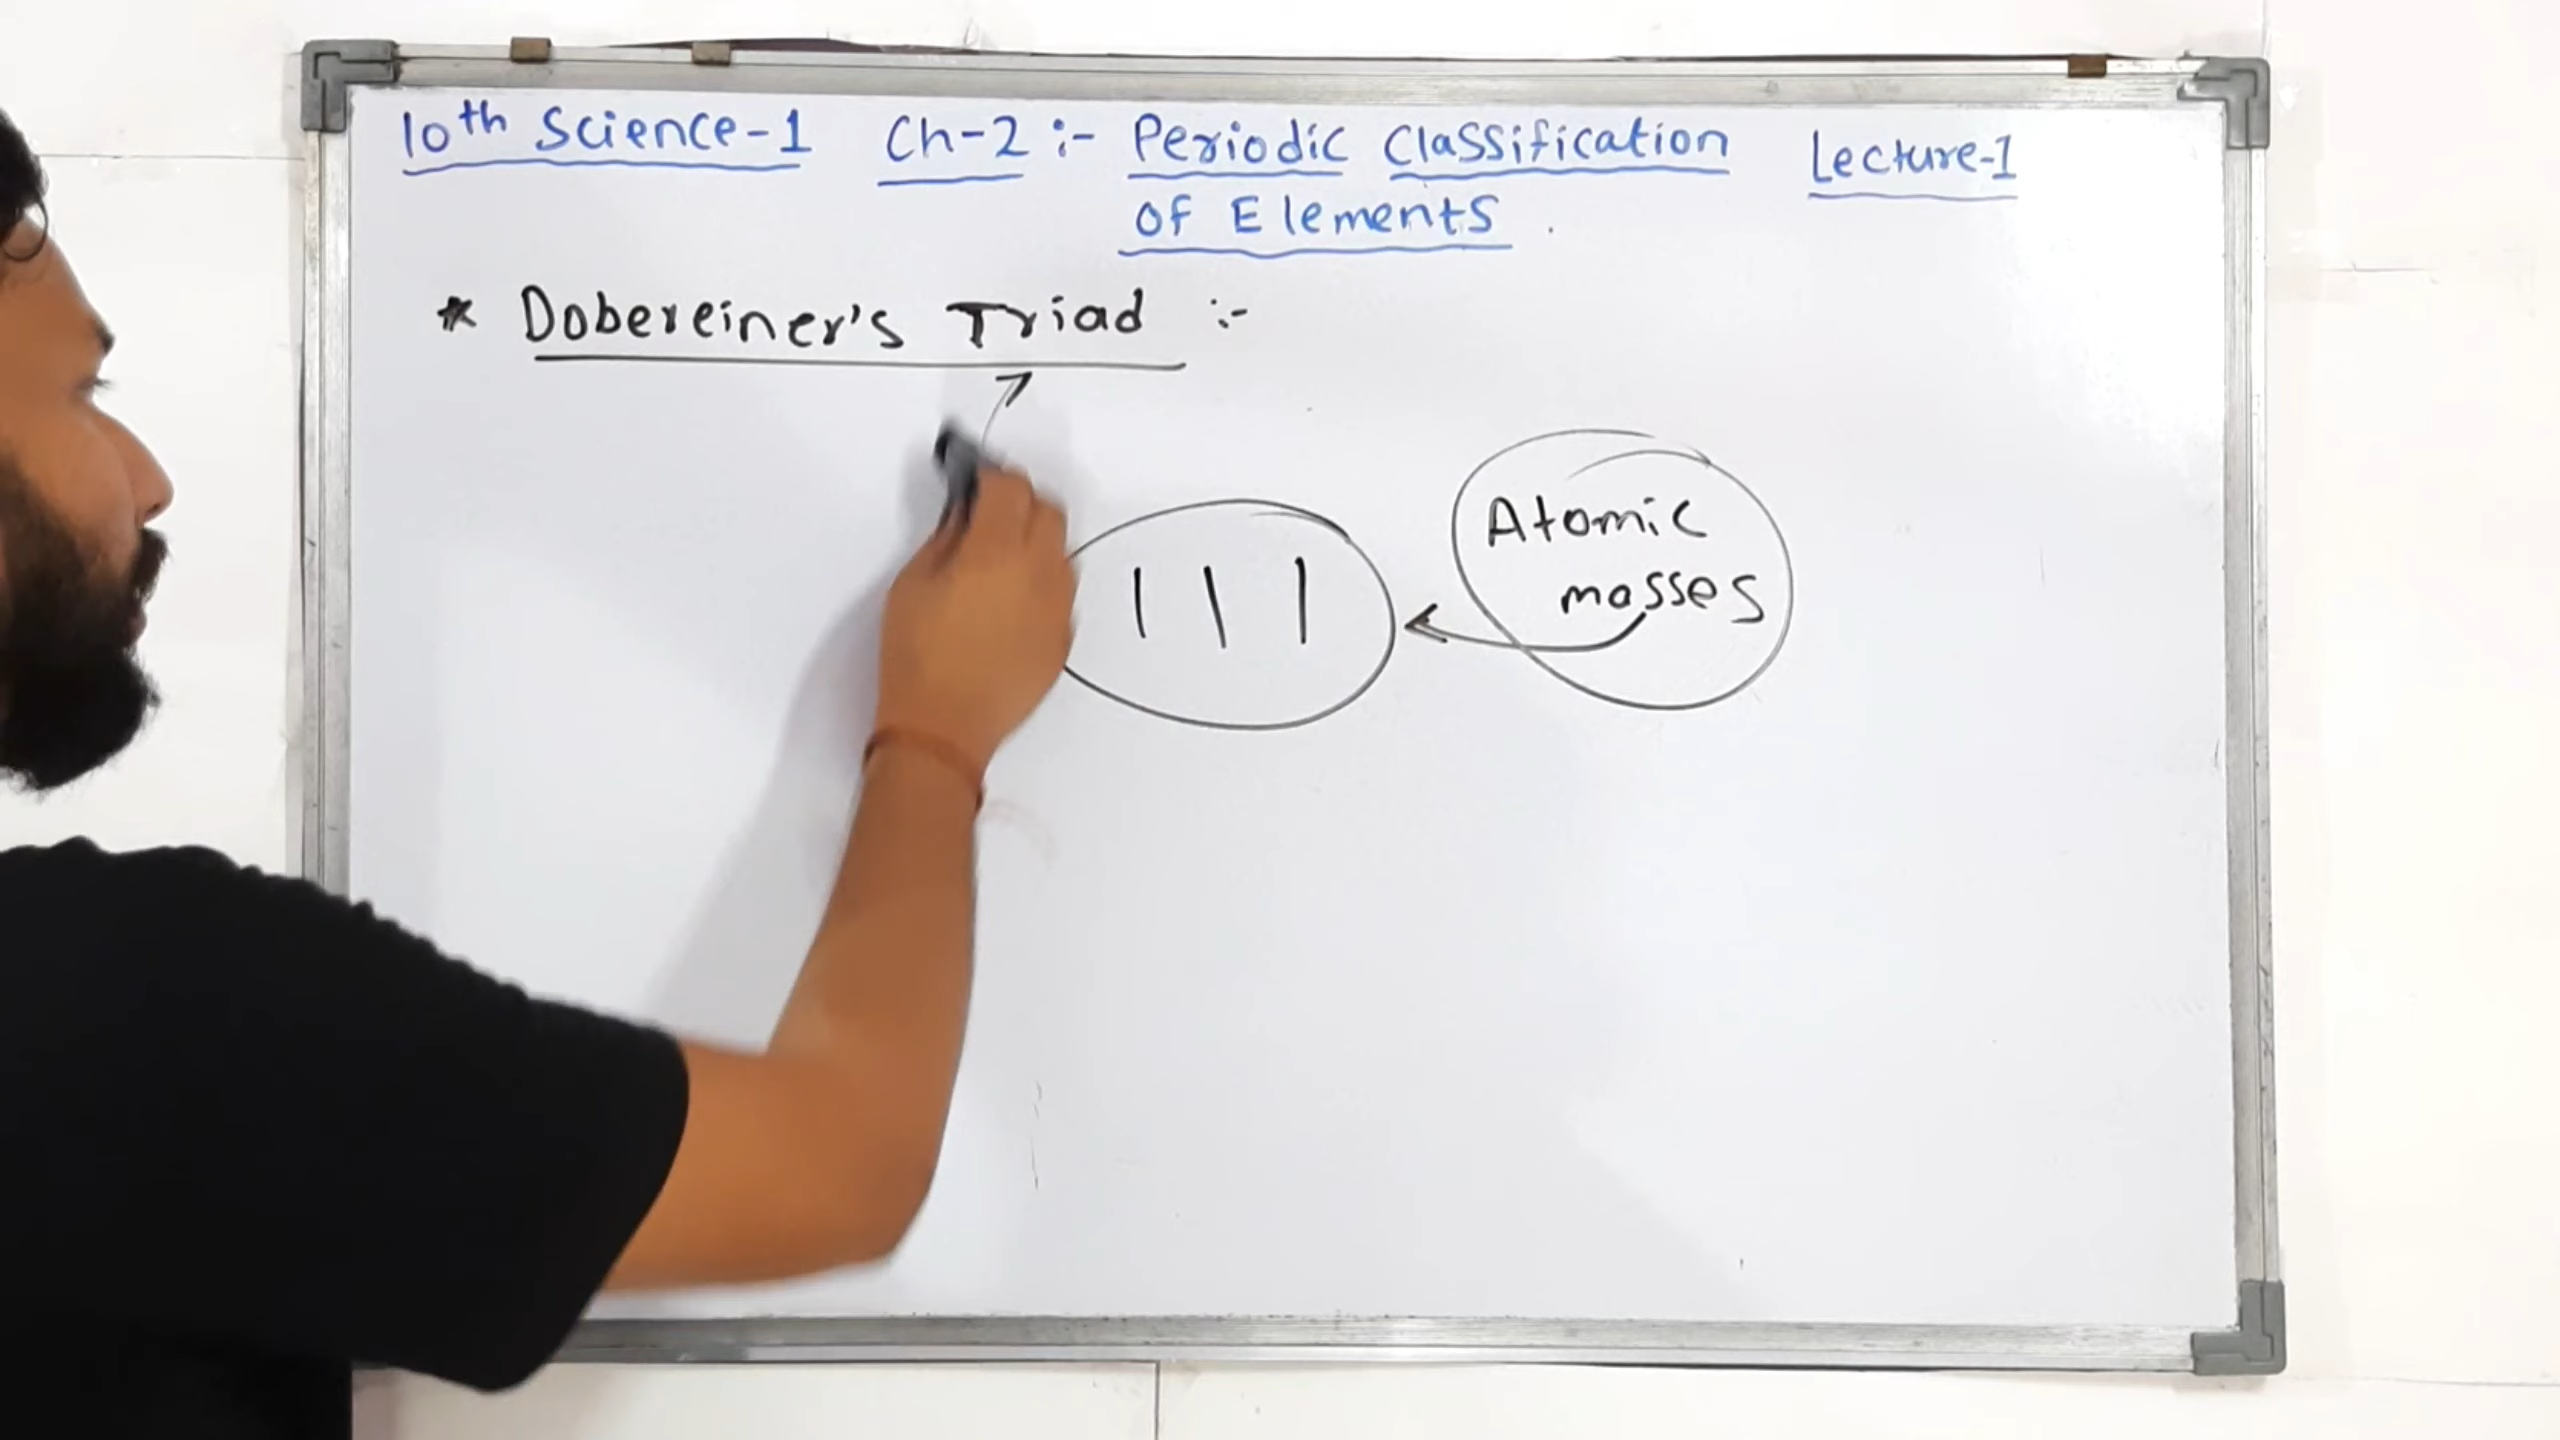 10th Science-1 Ch-2 :- Periodic Classification Lecture-1
of Elements .
* Dobereiner's Triad :-
Atomic
masses
| | |